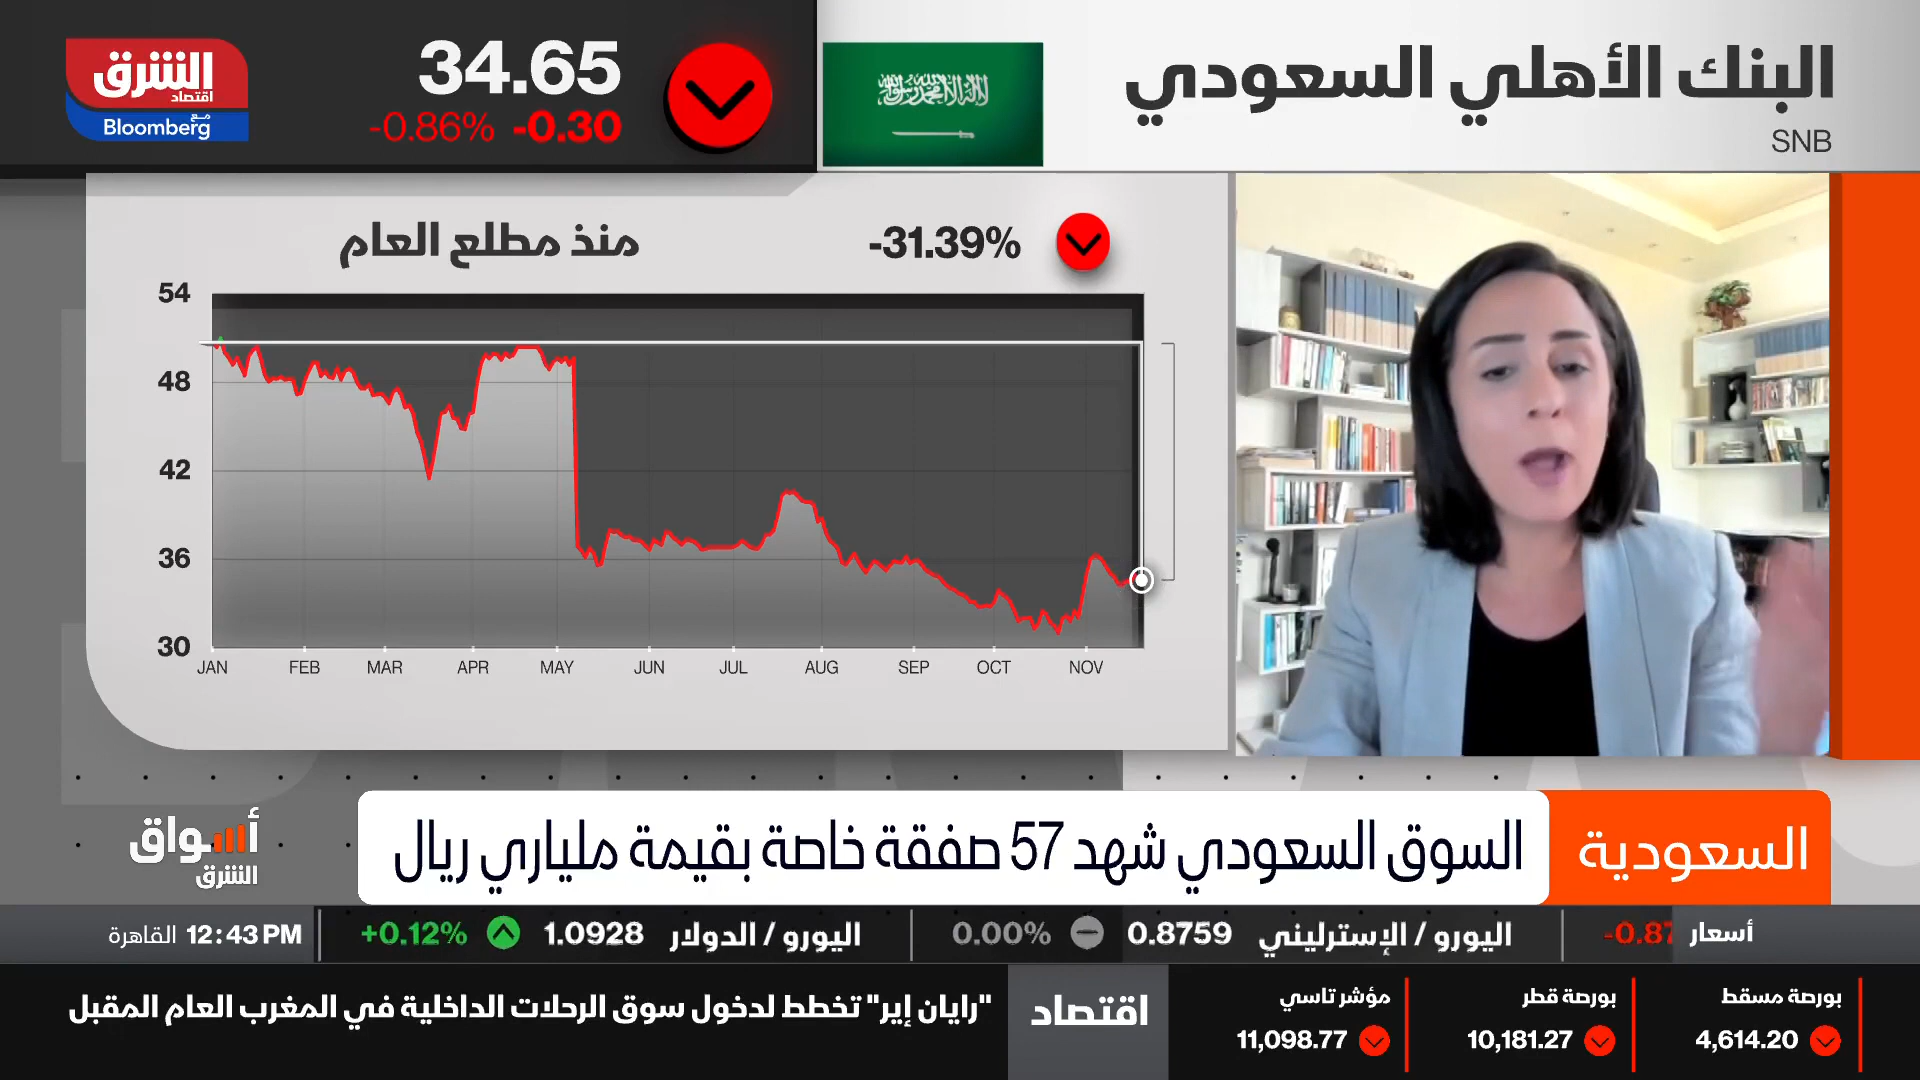 البنك الأهلي السعودي
SNB
34.65
-0.86% -0.30
الشرق
اقتصاد
مع
Bloomberg
منذ مطلع العام
-31.39%
54
48
42
36
30
JAN FEB MAR APR MAY JUN JUL AUG SEP OCT NOV
السعودية
السوق السعودي شهد 57 صفقة خاصة بقيمة ملياري ريال
أسواق
الشرق
أسعار
-0.87
اليورو / الإسترليني 0.8759 0.00%
اليورو / الدولار 1.0928 +0.12%
12:43 PM القاهرة
بورصة مسقط
4,614.20
بورصة قطر
10,181.27
مؤشر تاسي
11,098.77
اقتصاد
"رايان إير" تخطط لدخول سوق الرحلات الداخلية في المغرب العام المقبل